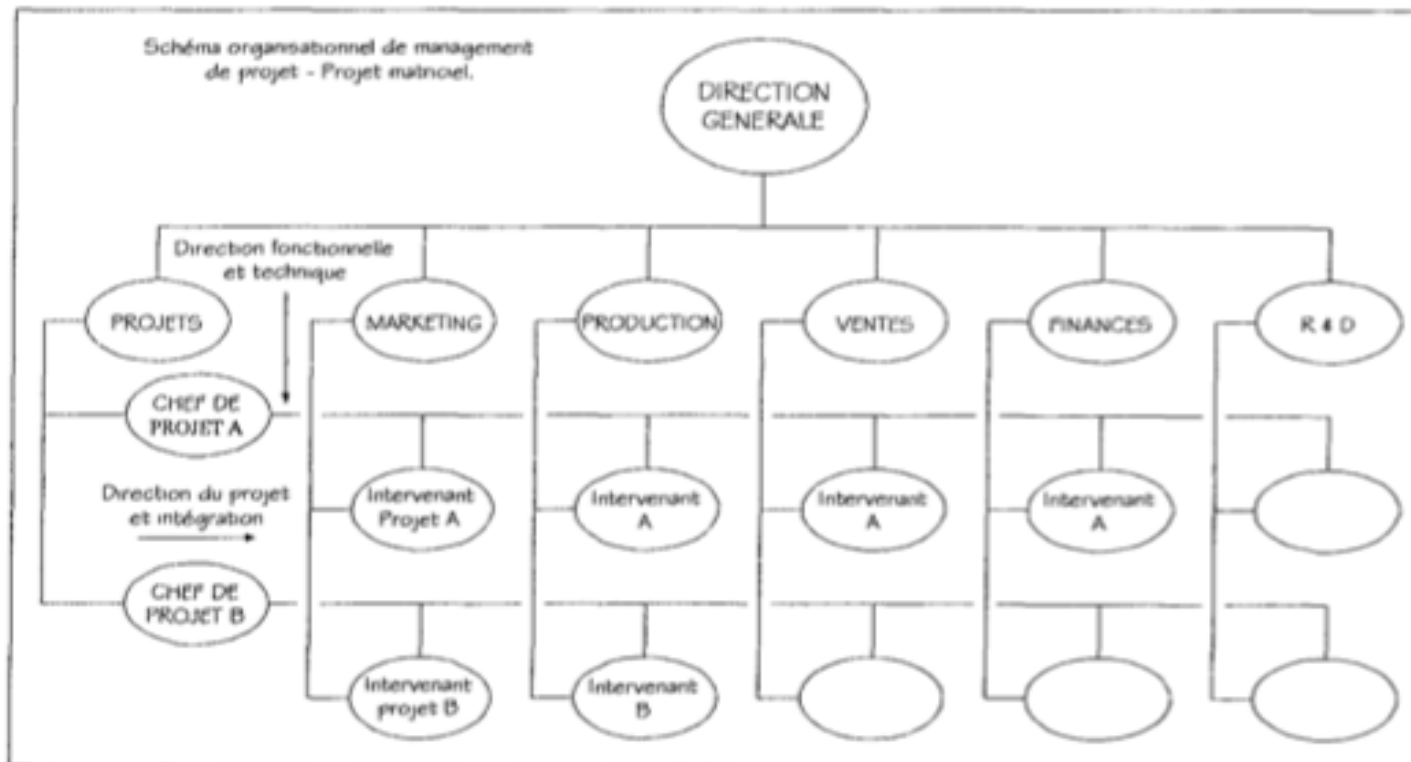 Schéma organisationnel de management
de projet - Projet matriciel.
DIRECTION
GENERALE
Direction fonctionnelle
et technique
PROJETS
MARKETING
PRODUCTION
VENTES
FINANCES
R & D
CHEF DE
PROJET A
Direction du projet
et intégration
Intervenant
Projet A
Intervenant
A
Intervenant
A
Intervenant
A
CHEF DE
PROJET B
Intervenant
projet B
Intervenant
B